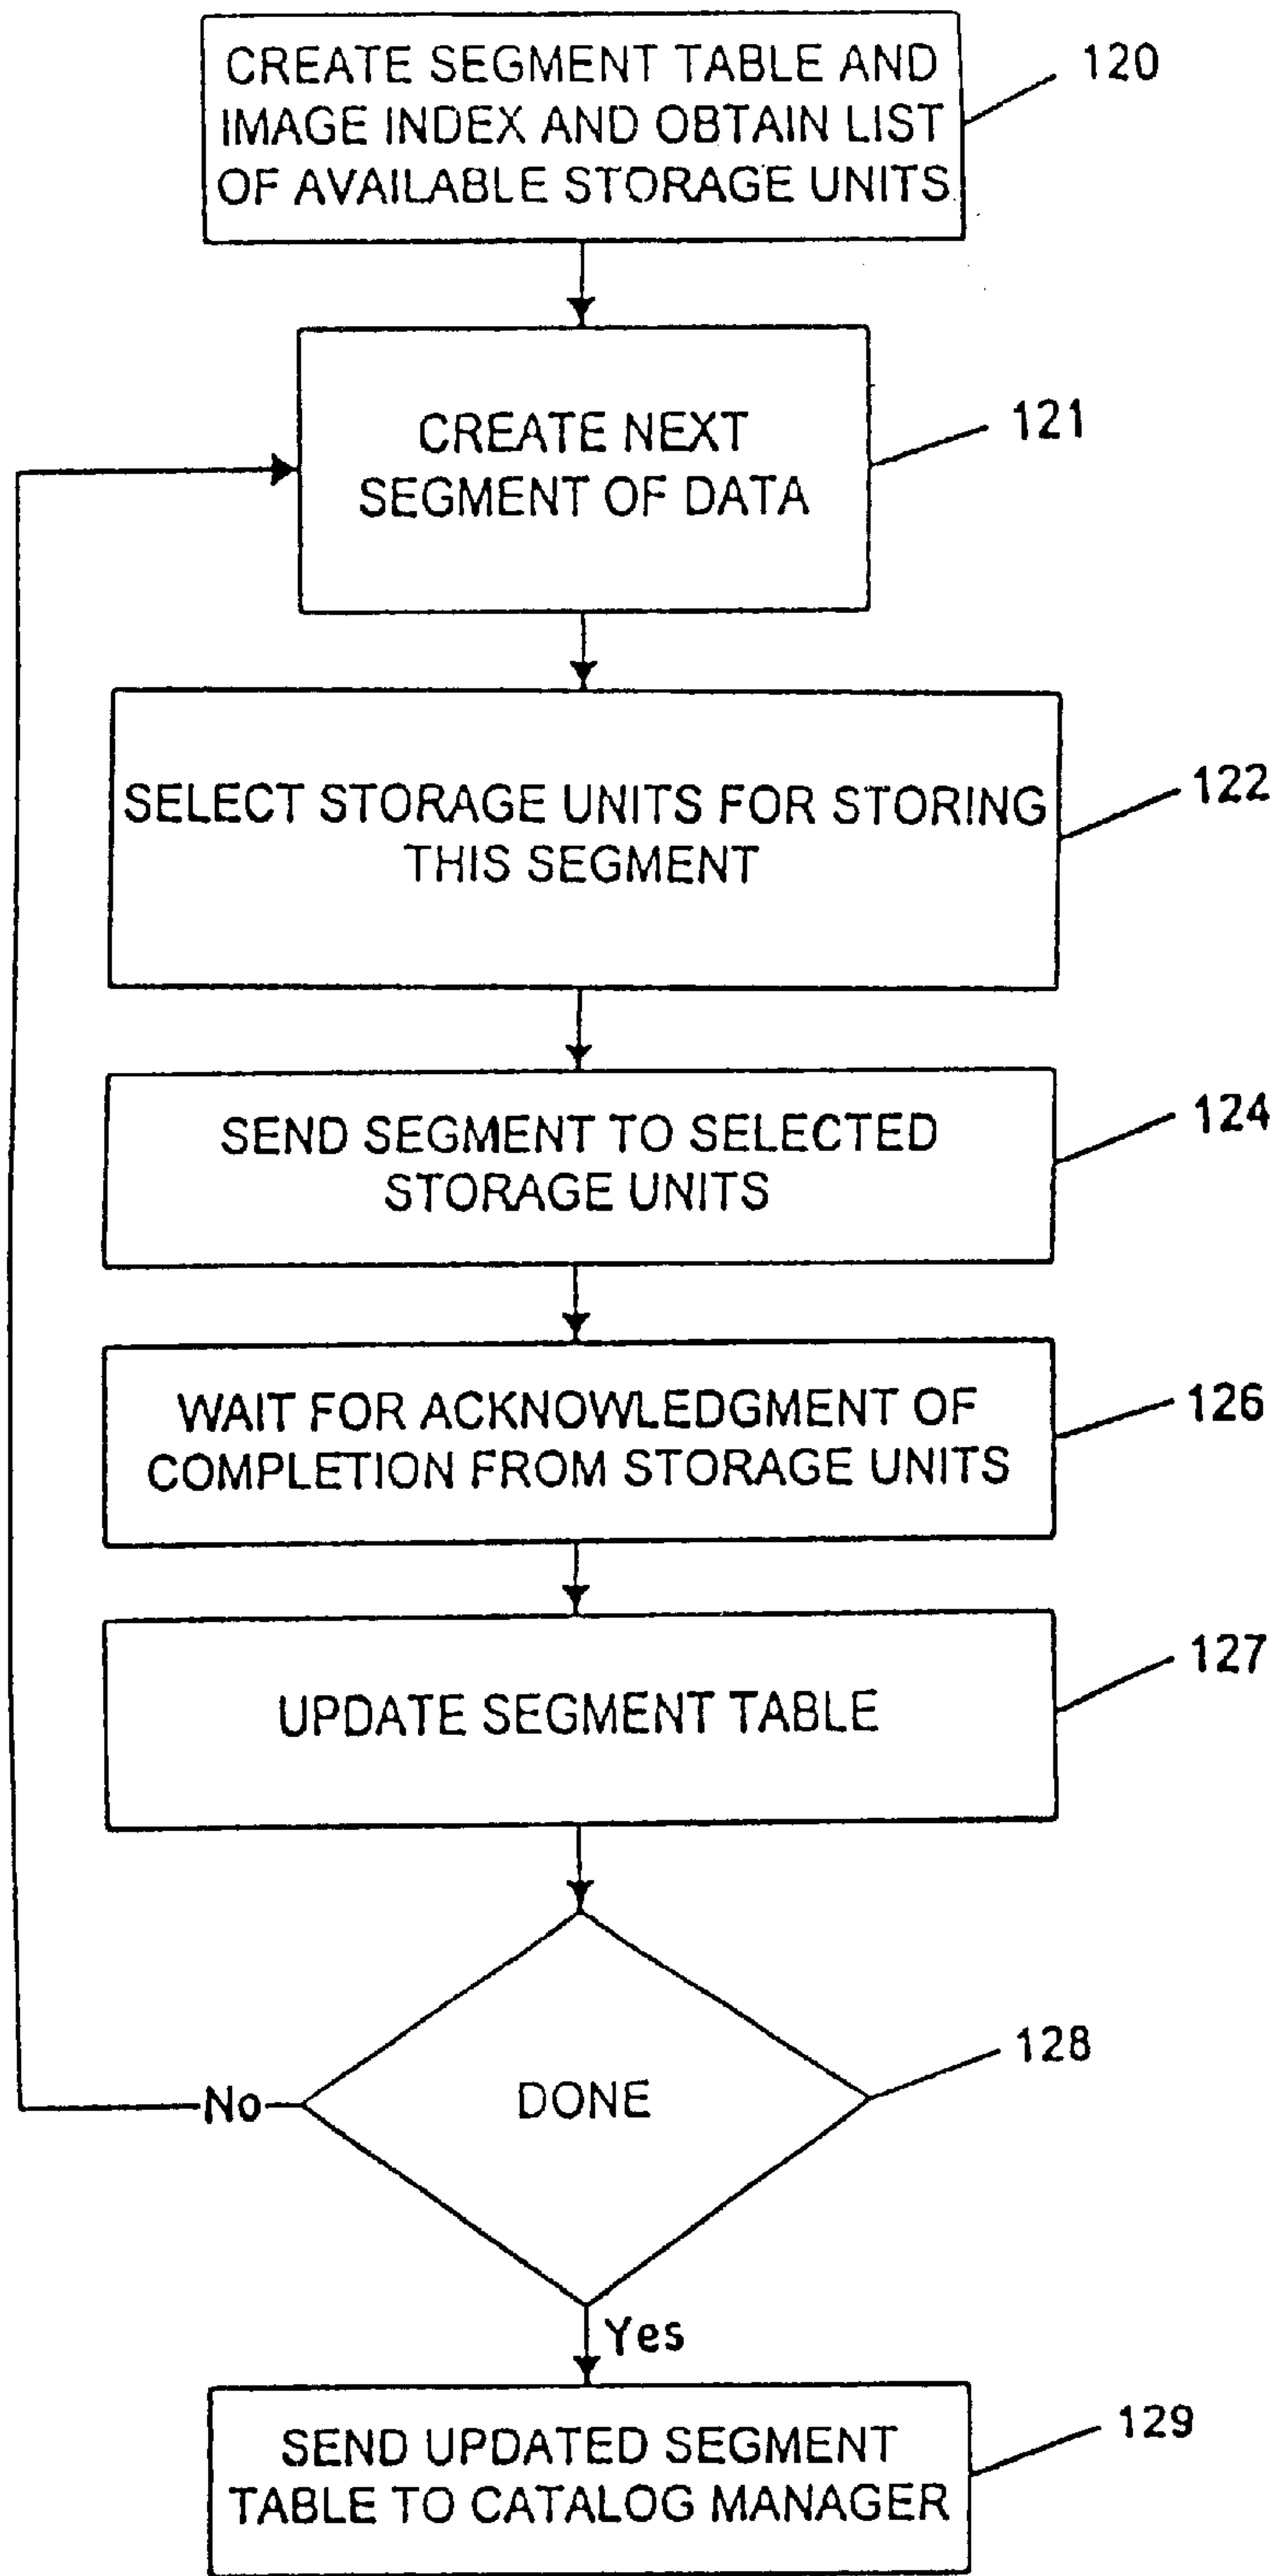 CREATE SEGMENT TABLE AND
IMAGE INDEX AND OBTAIN LIST
OF AVAILABLE STORAGE UNITS
120
CREATE NEXT
SEGMENT OF DATA
121
SELECT STORAGE UNITS FOR STORING
THIS SEGMENT
122
SEND SEGMENT TO SELECTED
STORAGE UNITS
124
WAIT FOR ACKNOWLEDGMENT OF
COMPLETION FROM STORAGE UNITS
126
UPDATE SEGMENT TABLE
127
DONE
128
No
Yes
SEND UPDATED SEGMENT
TABLE TO CATALOG MANAGER
129